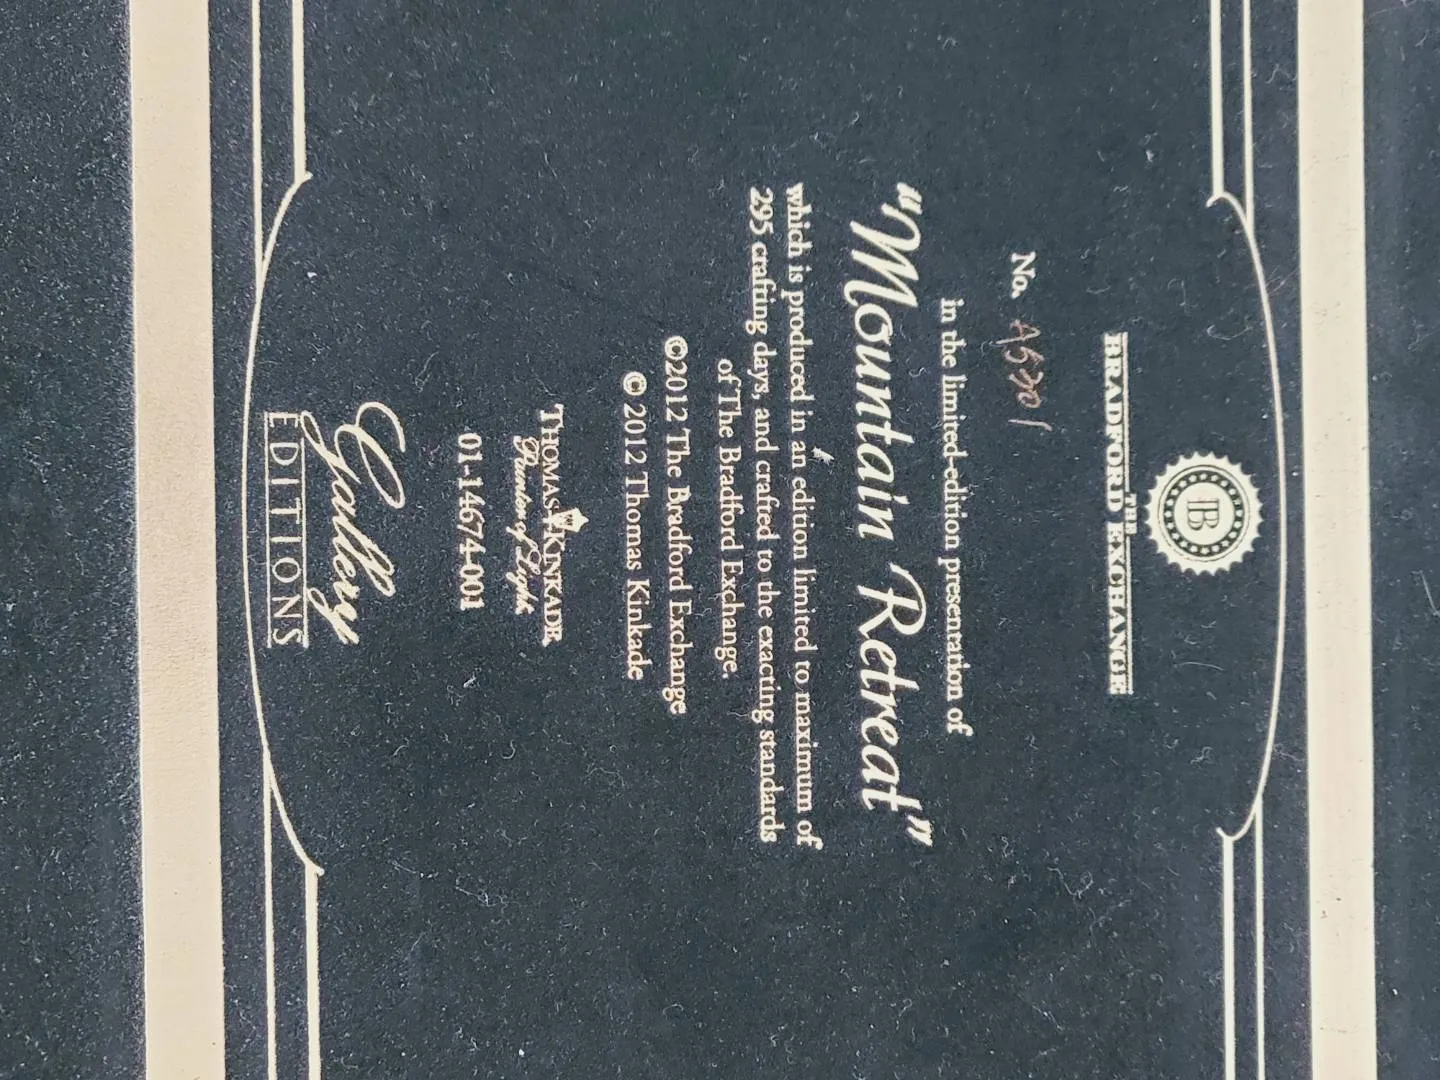 B
THE
BRADFORD EXCHANGE
No.
in the limited-edition presentation of
"Mountain Retreat"
which is produced in an edition limited to maximum of
295 crafting days, and crafted to the exacting standards
of The Bradford Exchange.
©2012 The Bradford Exchange
© 2012 Thomas Kinkade
THOMAS KINKADE
Painter of Light
01-14674-001
Gallery
EDITIONS